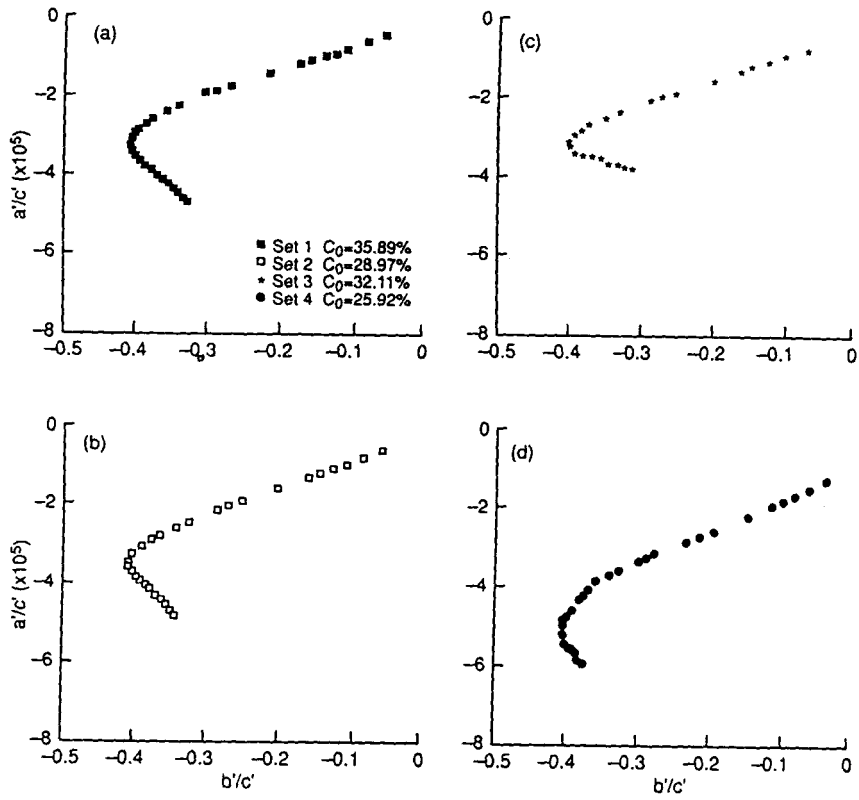 (a)
0
−2
−4
−6
−8
a'/c' (x10⁵)
−0.5 −0.4 −0.3 −0.2 −0.1 0
Set 1 C₀=35.89%
Set 2 C₀=28.97%
Set 3 C₀=32.11%
Set 4 C₀=25.92%
(c)
0
−2
−4
−6
−8
−0.5 −0.4 −0.3 −0.2 −0.1 0
(b)
0
−2
−4
−6
−8
a'/c' (x10⁵)
−0.5 −0.4 −0.3 −0.2 −0.1 0
b'/c'
(d)
0
−2
−4
−6
−8
−0.5 −0.4 −0.3 −0.2 −0.1 0
b'/c'